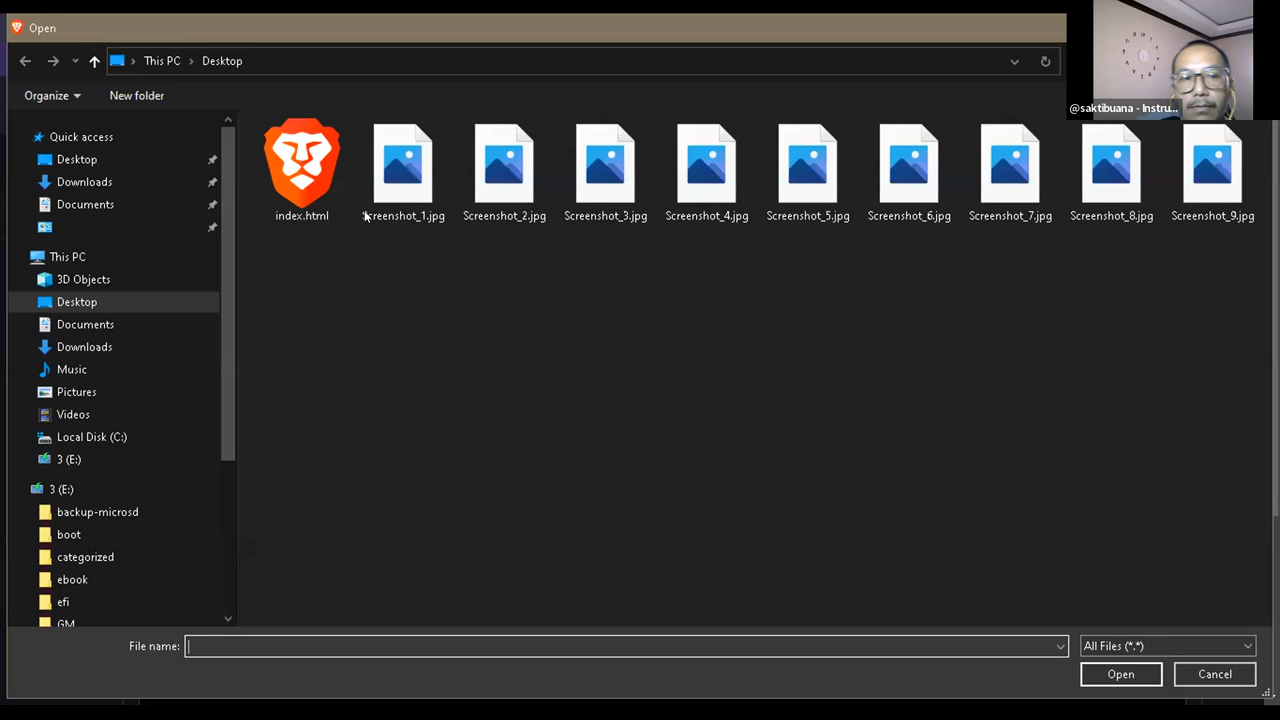 Open
@saktibuana - Instru...
This PC
Desktop
Organize
New folder
Quick access
Desktop
Downloads
Documents
This PC
3D Objects
Desktop
Documents
Downloads
Music
Pictures
Videos
Local Disk (C:)
3 (E:)
3 (E:)
backup-microsd
boot
categorized
ebook
efi
GM
index.html
Screenshot_1.jpg
Screenshot_2.jpg
Screenshot_3.jpg
Screenshot_4.jpg
Screenshot_5.jpg
Screenshot_6.jpg
Screenshot_7.jpg
Screenshot_8.jpg
Screenshot_9.jpg
File name:
All Files (*.*)
Open
Cancel